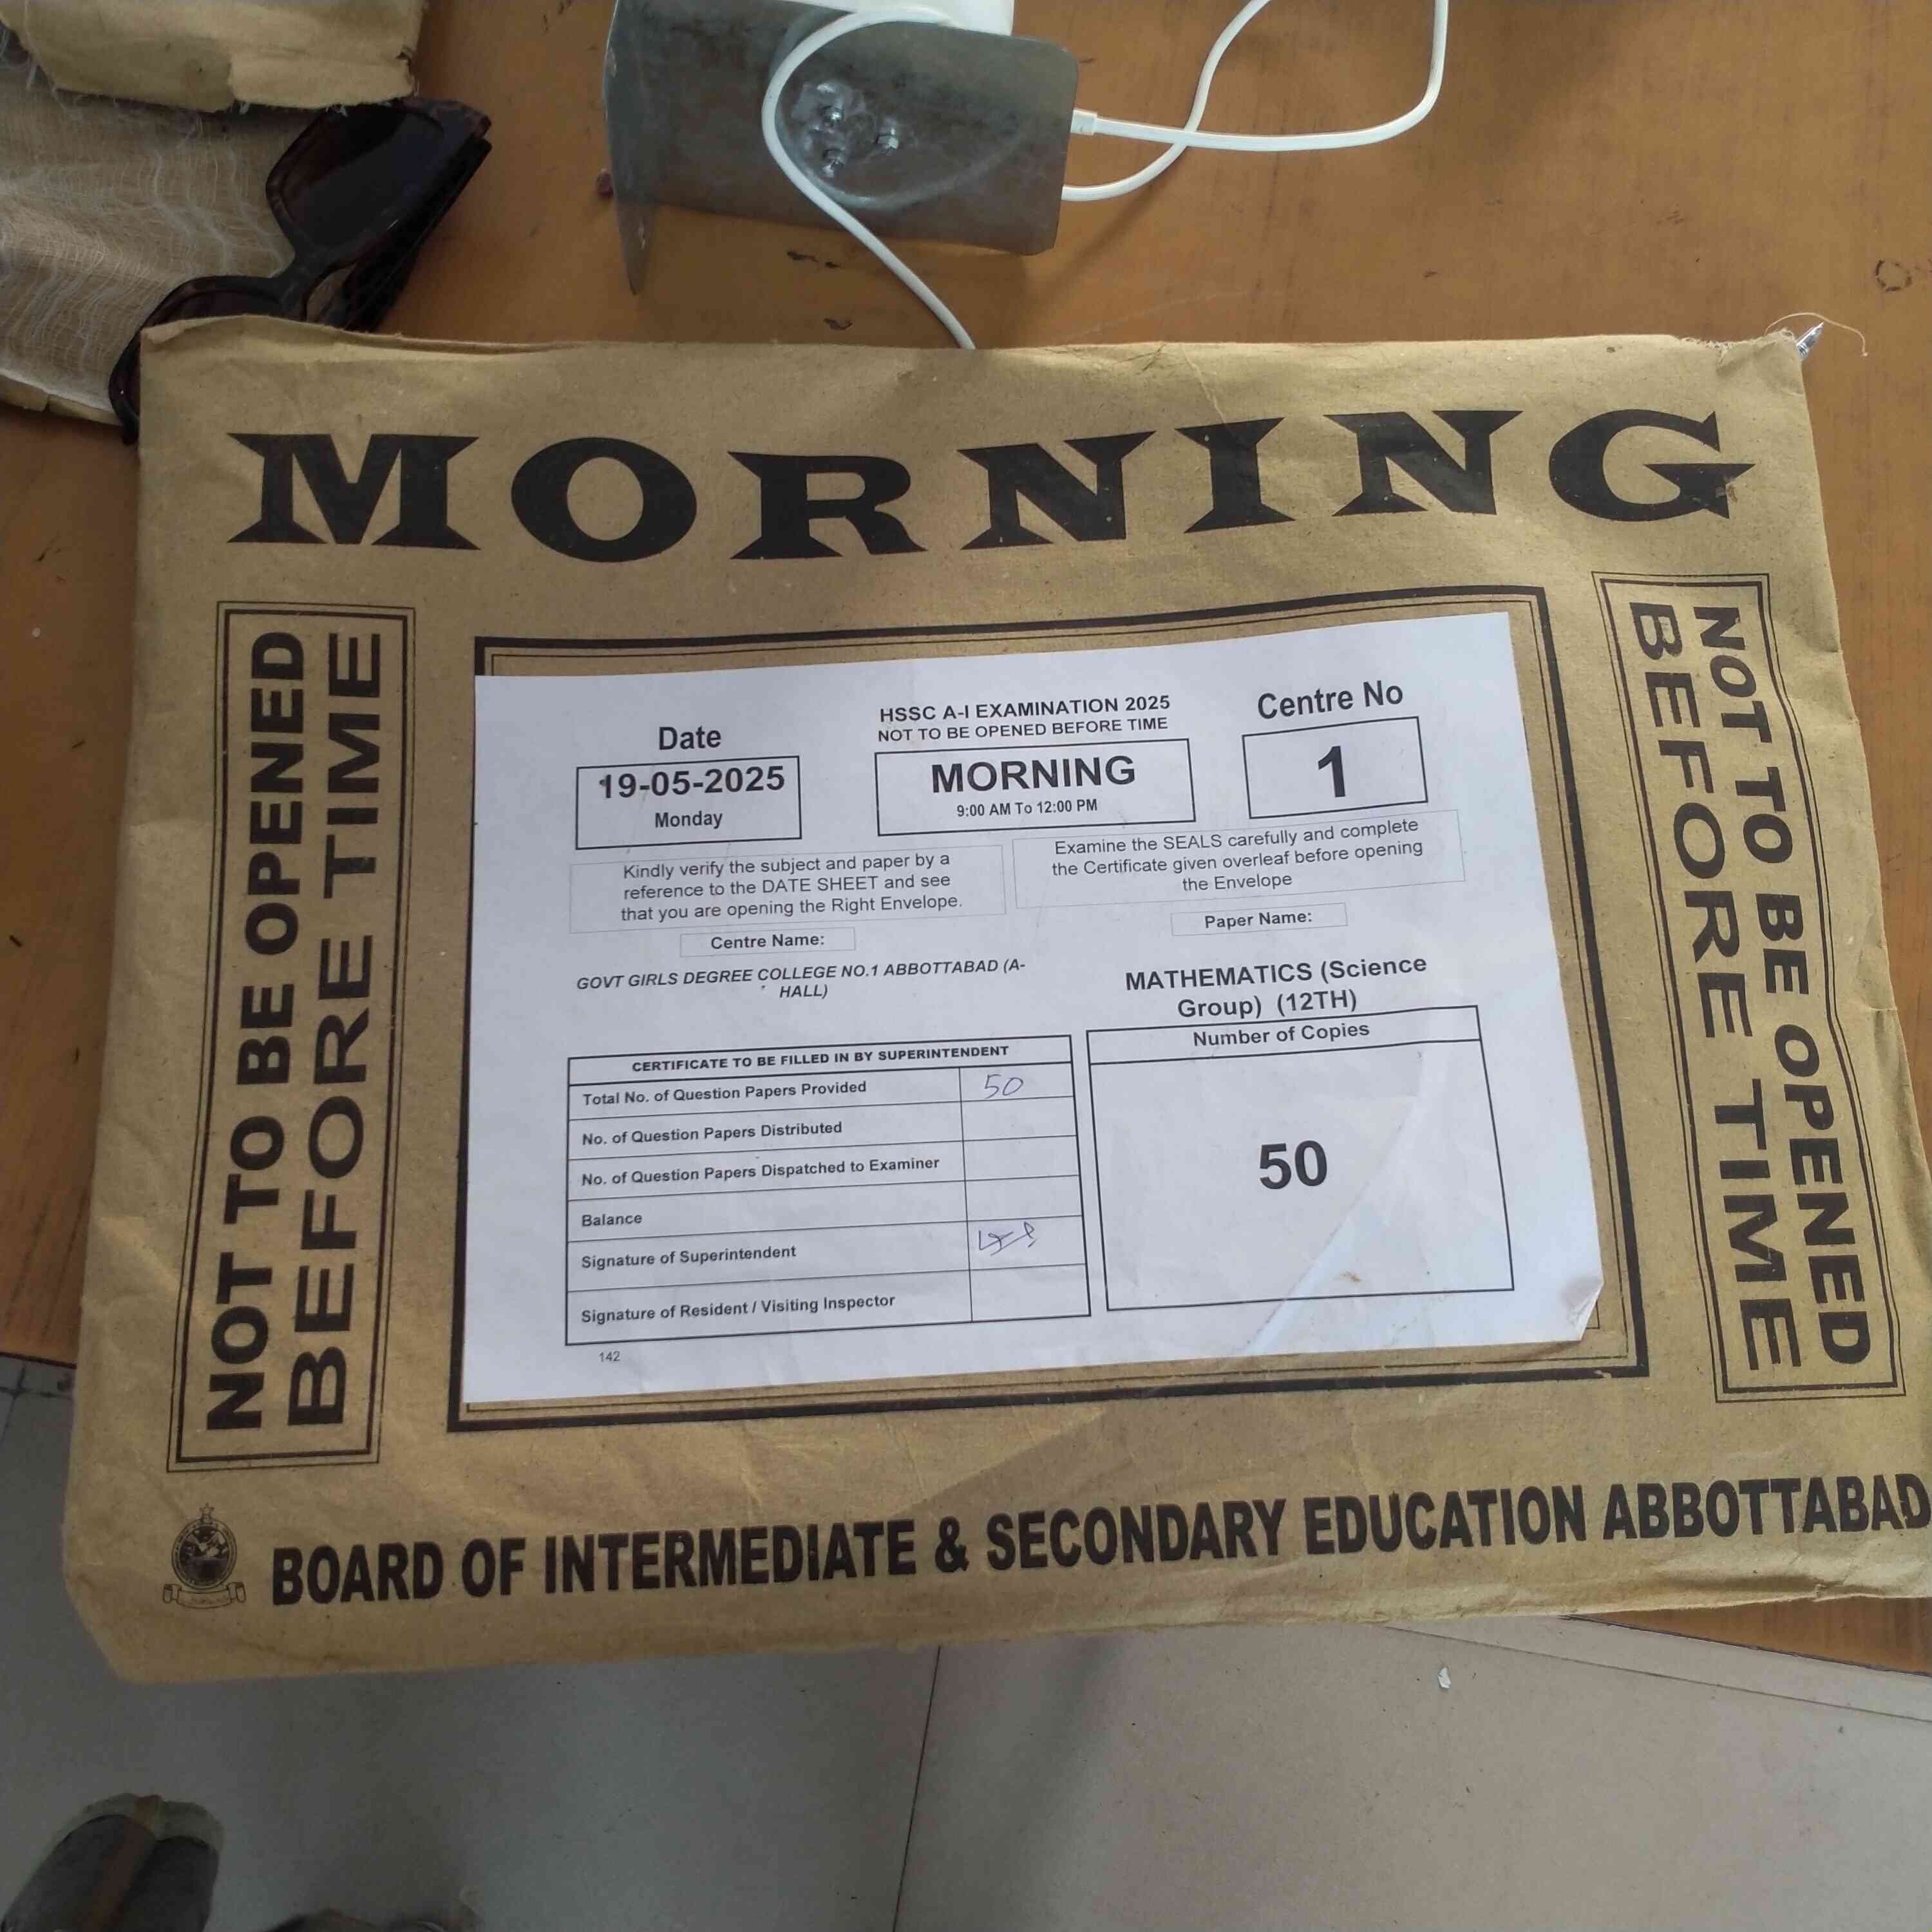 MORNING
NOT TO BE OPENED
BEFORE TIME
NOT TO BE OPENED
BEFORE TIME
Date
19-05-2025
Monday
HSSC A-I EXAMINATION 2025
NOT TO BE OPENED BEFORE TIME
MORNING
9:00 AM To 12:00 PM
Centre No
1
Kindly verify the subject and paper by a
reference to the DATE SHEET and see
that you are opening the Right Envelope.
Examine the SEALS carefully and complete
the Certificate given overleaf before opening
the Envelope
Centre Name:
GOVT GIRLS DEGREE COLLEGE NO.1 ABBOTTABAD (A-
HALL)
Paper Name:
MATHEMATICS (Science
Group) (12TH)
CERTIFICATE TO BE FILLED IN BY SUPERINTENDENT
Total No. of Question Papers Provided 50
No. of Question Papers Distributed
No. of Question Papers Dispatched to Examiner
Balance
Signature of Superintendent
Signature of Resident / Visiting Inspector
Number of Copies
50
142
BOARD OF INTERMEDIATE & SECONDARY EDUCATION ABBOTTABAD